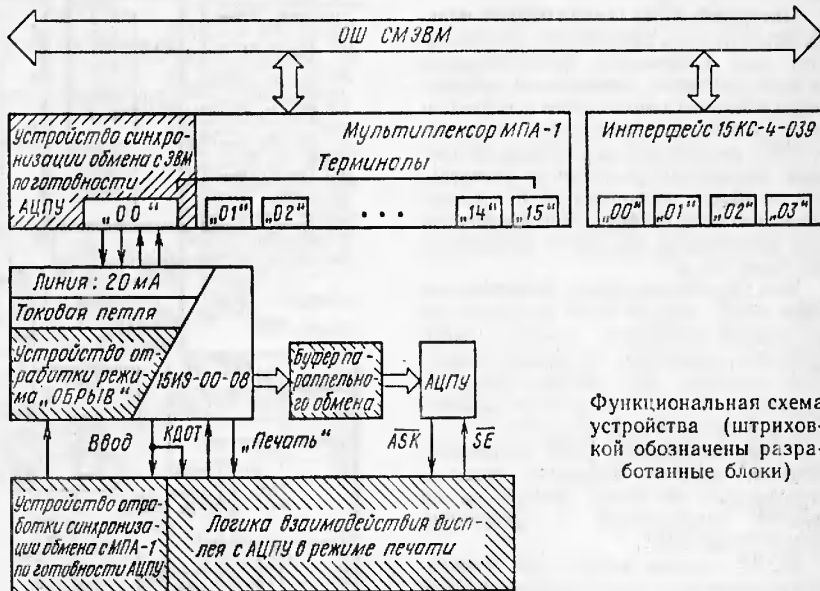 ОШ СМЭВМ
Устройство синхро-
низации обмена с ЭВМ
по готовности
АЦПУ
„00“
Мультиплексор МПА-1
Терминалы
„01“ „02“ ... „14“ „15“
Интерфейс 15КС-4-039
„00“ „01“ „02“ „03“
Линия: 20 мА
Токовая петля
Устройство от-
работки режи-
ма „ОБРЫВ“
15ИЭ-00-08
Буфер па-
раллельно-
го обмена
АЦПУ
Ввод
КДОТ
„Печать“
ASK
SE
Устройство отра-
ботки синхрониза-
ции обмена с МПА-1
по готовности АЦПУ
Логика взаимодействия дисп-
лея с АЦПУ в режиме печати
Функциональная схема
устройства (штрихов-
кой обозначены разра-
ботанные блоки)